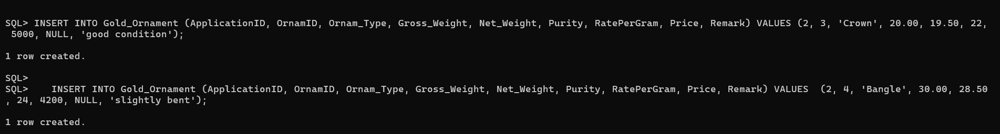 SQL> INSERT INTO Gold_Ornament (ApplicationID, OrnamID, Ornam_Type, Gross_Weight, Net_Weight, Purity, RatePerGram, Price, Remark) VALUES (2, 3, 'Crown', 20.00, 19.50, 22,
 5000, NULL, 'good condition');
1 row created.
SQL>
SQL>    INSERT INTO Gold_Ornament (ApplicationID, OrnamID, Ornam_Type, Gross_Weight, Net_Weight, Purity, RatePerGram, Price, Remark) VALUES  (2, 4, 'Bangle', 30.00, 28.50
, 24, 4200, NULL, 'slightly bent');
1 row created.